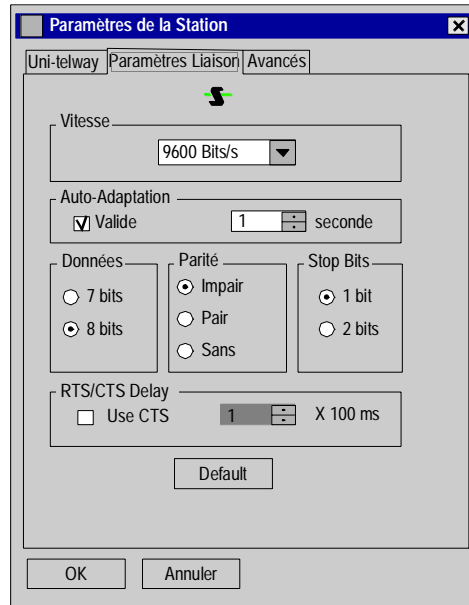 Paramètres de la Station
Uni-telway Paramètres Liaison Avancés
Vitesse
9600 Bits/s
Auto-Adaptation
Valide 1 seconde
Données
7 bits
8 bits
Parité
Impair
Pair
Sans
Stop Bits
1 bit
2 bits
RTS/CTS Delay
Use CTS 1 X 100 ms
Default
OK Annuler